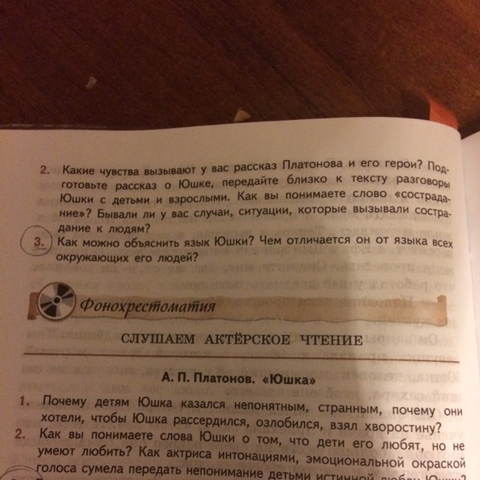 2. Какие чувства вызывают у вас рассказ Платонова и его герои? Под-
готовьте рассказ о Юшке, передайте близко к тексту разговоры
Юшки с детьми и взрослыми. Как вы понимаете слово «сострада-
ние»? Бывали ли у вас случаи, ситуации, которые вызывали состра-
дание к людям?
3. Как можно объяснить язык Юшки? Чем отличается он от языка всех
окружающих его людей?
Фонохрестоматия
СЛУШАЕМ АКТЁРСКОЕ ЧТЕНИЕ
А. П. Платонов. «Юшка»
1. Почему детям Юшка казался непонятным, странным, почему они
хотели, чтобы Юшка рассердился, озлобился, взял хворостину?
2. Как вы понимаете слова Юшки о том, что дети его любят, но не
умеют любить? Как актриса интонациями, эмоциональной окраской
голоса сумела передать непонимание детьми истинной любви Юшки?